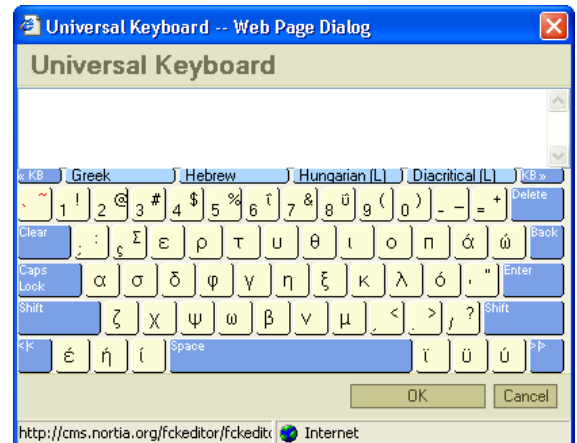 Universal Keyboard -- Web Page Dialog
Universal Keyboard
« KB Greek Hebrew Hungarian (L) Diacritical (L) KB »
` ~ 1 ! 2 @ 3 # 4 $ 5 % 6 ΐ 7 & 8 ΰ 9 ( 0 ) - _ = + Delete
Clear ; : ς Σ ε ρ τ υ θ ι ο π ά ώ Back
Caps Lock α σ δ φ γ η ξ κ λ ό ' " Enter
Shift ζ χ ψ ω β ν μ , < . > / ? Shift
<|< έ ή ί Space ϊ ϋ ύ >|>
OK Cancel
http://cms.nortia.org/fckeditor/fckedit Internet